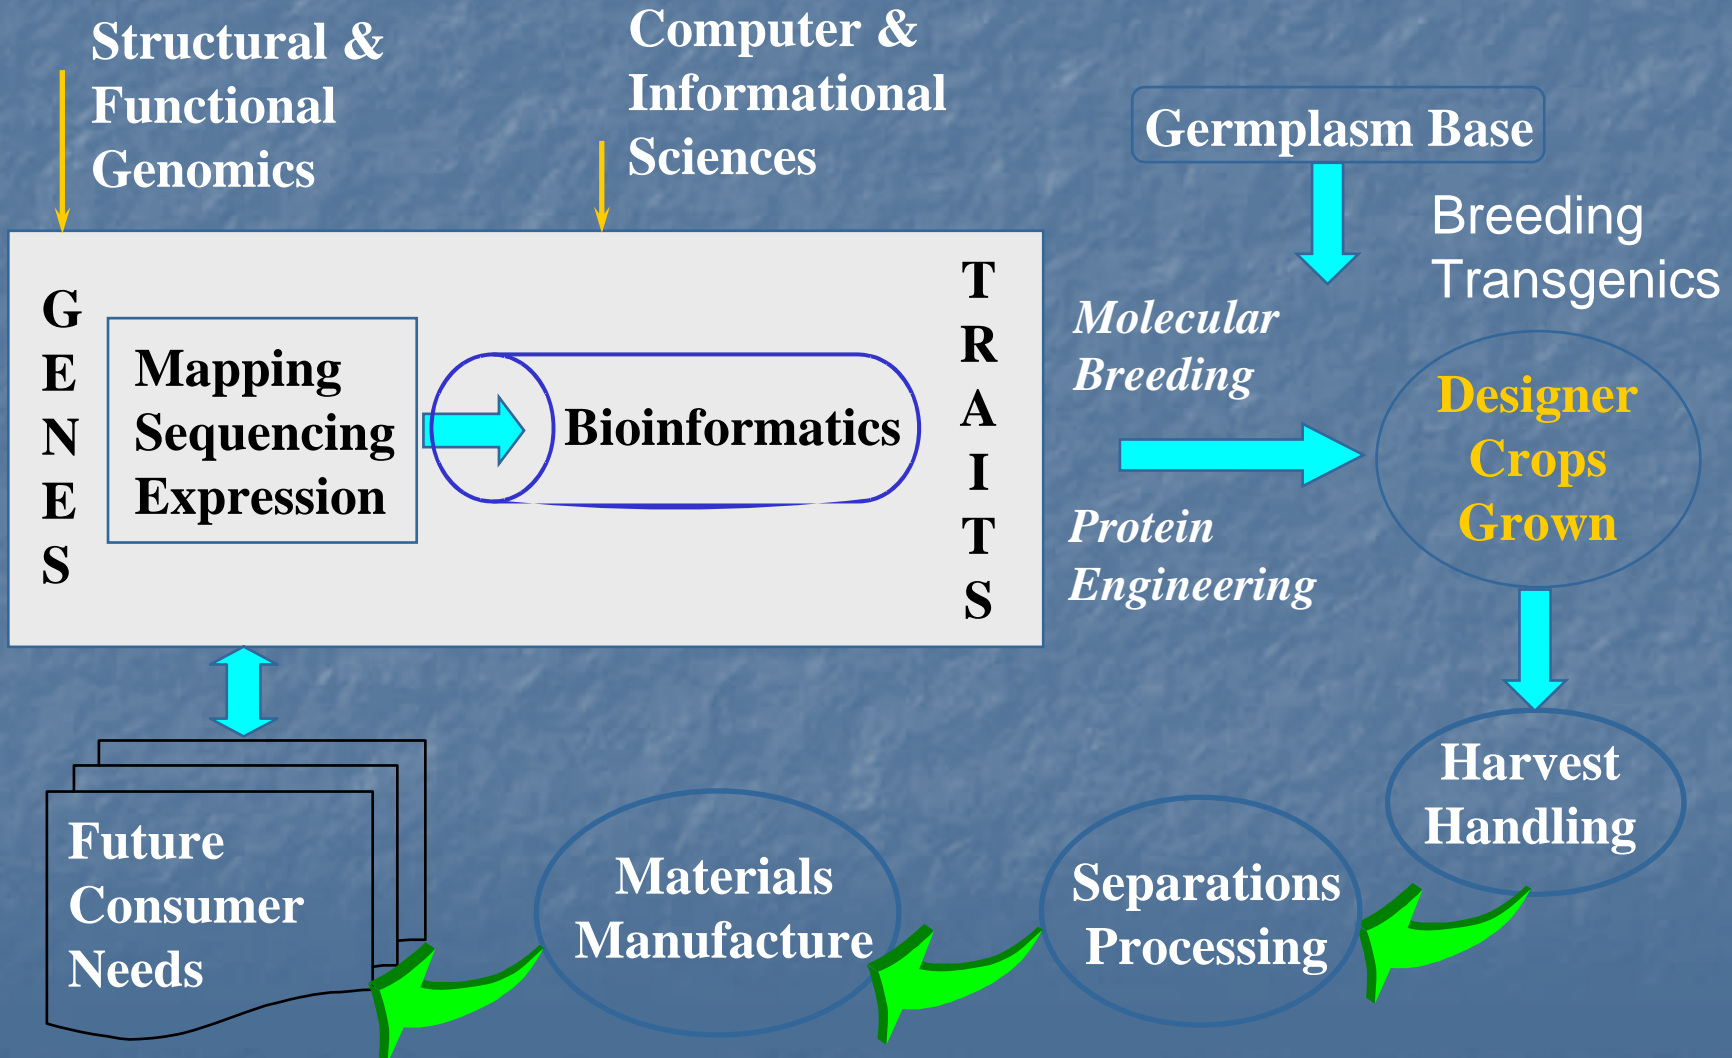 Structural &
Functional
Genomics
Computer &
Informational
Sciences
Germplasm Base
Breeding
Transgenics
G
E
N
E
S
Mapping
Sequencing
Expression
Bioinformatics
T
R
A
I
T
S
Molecular
Breeding
Protein
Engineering
Designer
Crops
Grown
Harvest
Handling
Separations
Processing
Materials
Manufacture
Future
Consumer
Needs